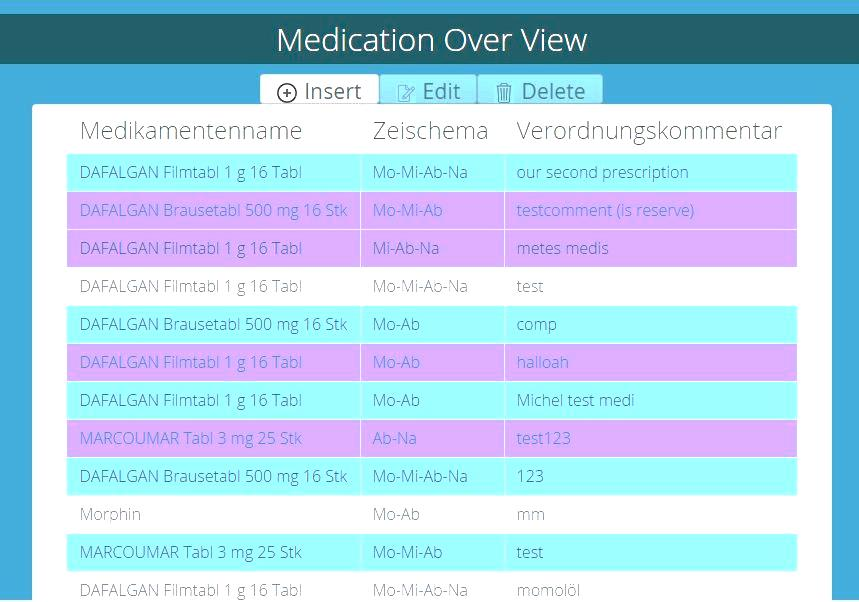 Medication Over View
Insert Edit Delete
Medikamentenname Zeischema Verordnungskommentar
DAFALGAN Filmtabl 1 g 16 Tabl Mo-Mi-Ab-Na our second prescription
DAFALGAN Brausetabl 500 mg 16 Stk Mo-Mi-Ab testcomment (is reserve)
DAFALGAN Filmtabl 1 g 16 Tabl Mi-Ab-Na metes medis
DAFALGAN Filmtabl 1 g 16 Tabl Mo-Mi-Ab-Na test
DAFALGAN Brausetabl 500 mg 16 Stk Mo-Ab comp
DAFALGAN Filmtabl 1 g 16 Tabl Mo-Ab halloah
DAFALGAN Filmtabl 1 g 16 Tabl Mo-Ab Michel test medi
MARCOUMAR Tabl 3 mg 25 Stk Ab-Na test123
DAFALGAN Brausetabl 500 mg 16 Stk Mo-Mi-Ab-Na 123
Morphin Mo-Ab mm
MARCOUMAR Tabl 3 mg 25 Stk Mo-Mi-Ab test
DAFALGAN Filmtabl 1 g 16 Tabl Mo-Mi-Ab-Na momolöl